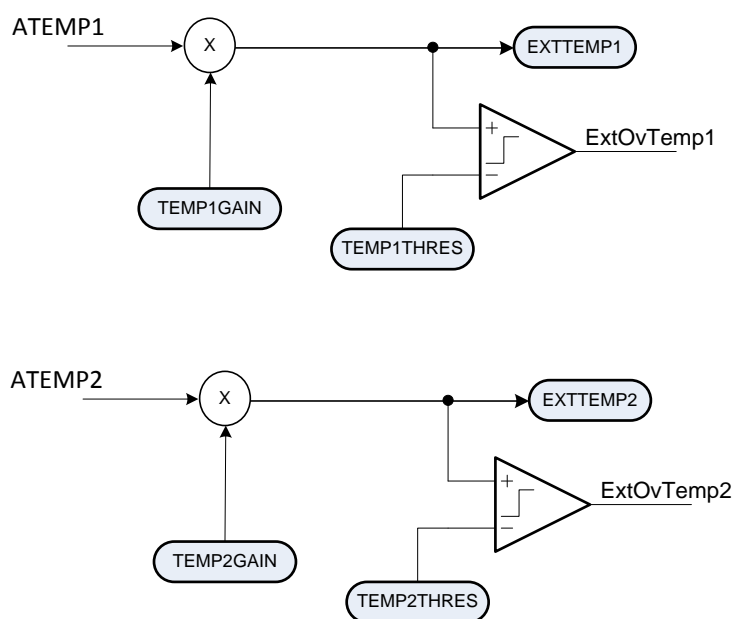 ATEMP1
X
EXTTEMP1
+
ExtOvTemp1
−
TEMP1GAIN
TEMP1THRES
ATEMP2
X
EXTTEMP2
+
ExtOvTemp2
−
TEMP2GAIN
TEMP2THRES